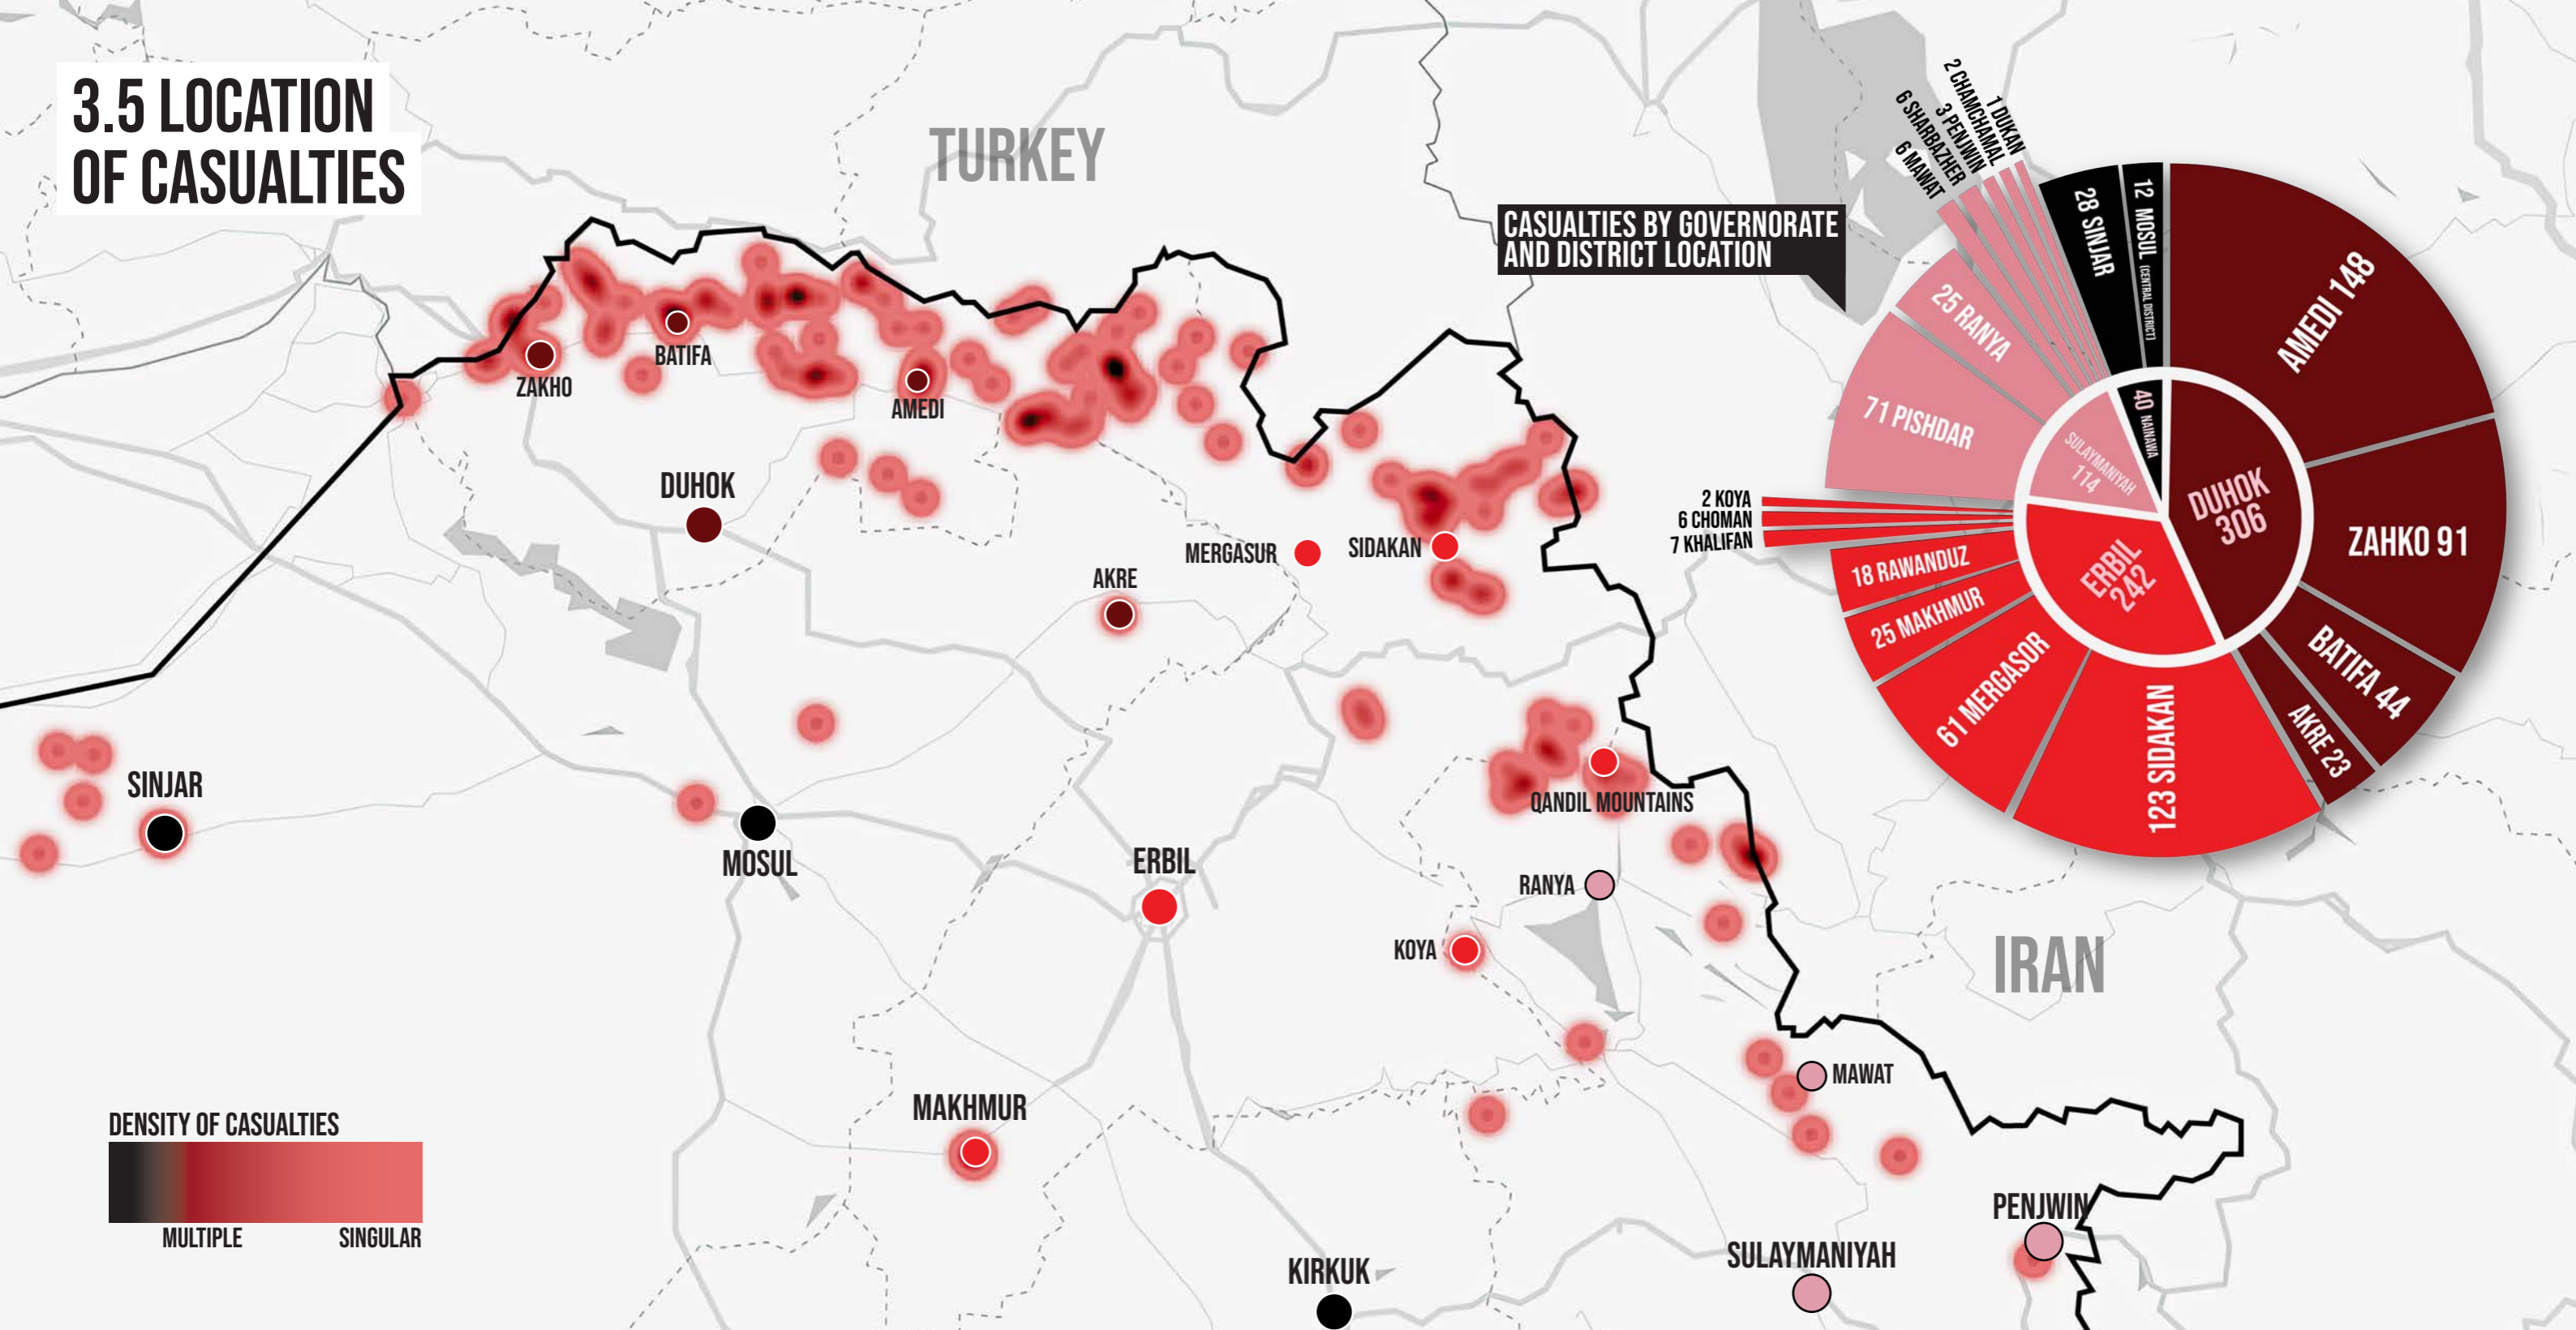 3.5 LOCATION
OF CASUALTIES
TURKEY
CASUALTIES BY GOVERNORATE
AND DISTRICT LOCATION
ZAKHO
BATIFA
AMEDI
DUHOK
AKRE
MERGASUR
SIDAKAN
SINJAR
MOSUL
ERBIL
QANDIL MOUNTAINS
RANYA
KOYA
IRAN
MAWAT
MAKHMUR
PENJWIN
SULAYMANIYAH
KIRKUK
DENSITY OF CASUALTIES
MULTIPLE
SINGULAR
DUHOK
306
AMEDI 148
ZAHKO 91
BATIFA 44
AKRE 23
ERBIL
242
123 SIDAKAN
61 MERGASOR
25 MAKHMUR
18 RAWANDUZ
7 KHALIFAN
6 CHOMAN
2 KOYA
SULAYMANIYAH
114
71 PISHDAR
25 RANYA
6 MAWAT
6 SHARBAZHER
3 PENJWIN
2 CHAMCHAMAL
1 DUKAN
40 NAINAWA
28 SINJAR
12 MOSUL (CENTRAL DISTRICT)